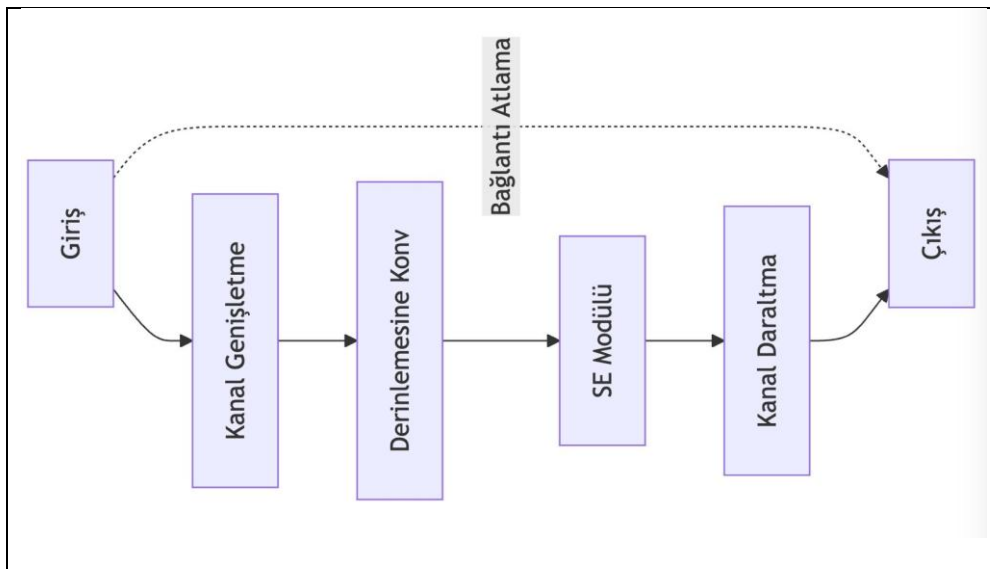 Bağlantı Atlama
Giriş
Kanal Genişletme
Derinlemesine Konv
SE Modülü
Kanal Daraltma
Çıkış